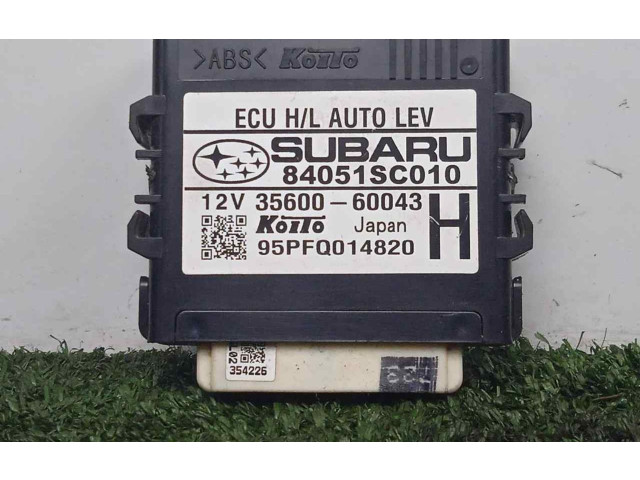 >ABS< KOITO
ECU H/L AUTO LEV
SUBARU
84051SC010
12V 35600-60043
KOITO Japan H
95PFQ014820
354226